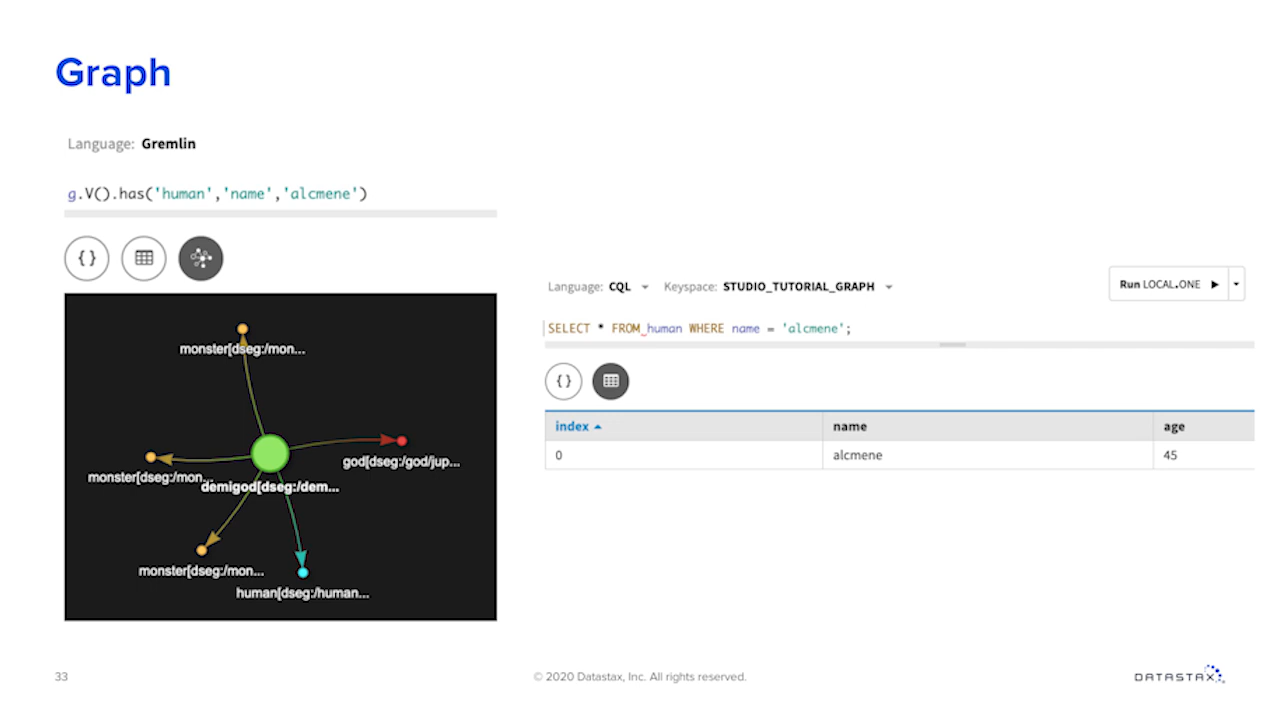 Graph
Language: Gremlin
g.V().has('human','name','alcmene')
{ }
monster[dseg:/mon...
god[dseg:/god/jup...
monster[dseg:/mon...
demigod[dseg:/dem...
monster[dseg:/mon...
human[dseg:/human...
Language: CQL Keyspace: STUDIO_TUTORIAL_GRAPH Run LOCAL.ONE
SELECT * FROM human WHERE name = 'alcmene';
{ }
index name age
0 alcmene 45
33 © 2020 Datastax, Inc. All rights reserved. DATASTAX